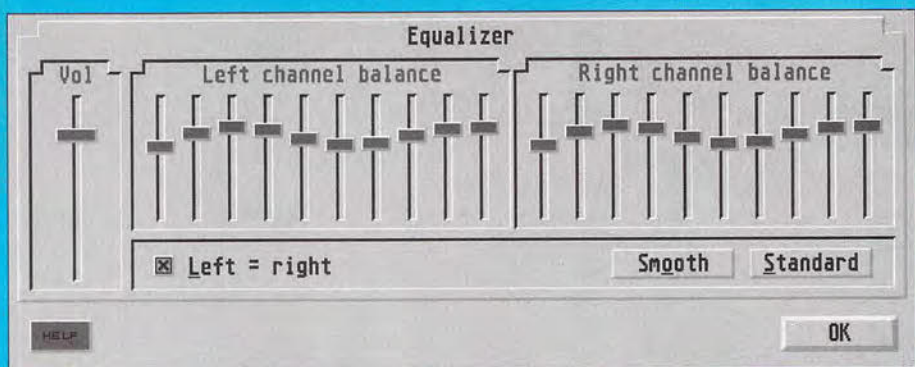 Equalizer
Vol
Left channel balance
Right channel balance
Left = right
Smooth
Standard
HELP
OK